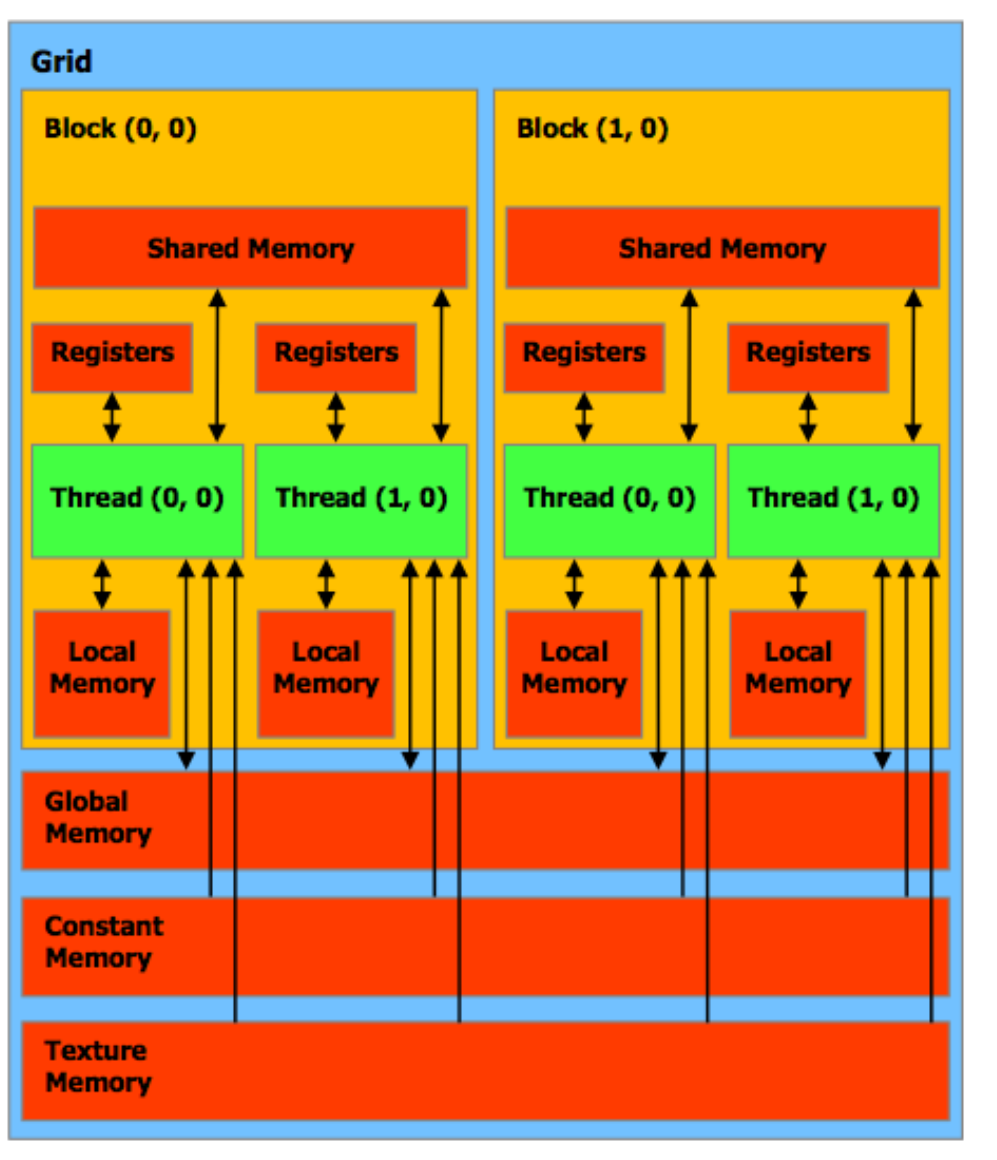 Grid
Block (0, 0)
Block (1, 0)
Shared Memory
Shared Memory
Registers
Registers
Registers
Registers
Thread (0, 0)
Thread (1, 0)
Thread (0, 0)
Thread (1, 0)
Local
Memory
Local
Memory
Local
Memory
Local
Memory
Global
Memory
Constant
Memory
Texture
Memory